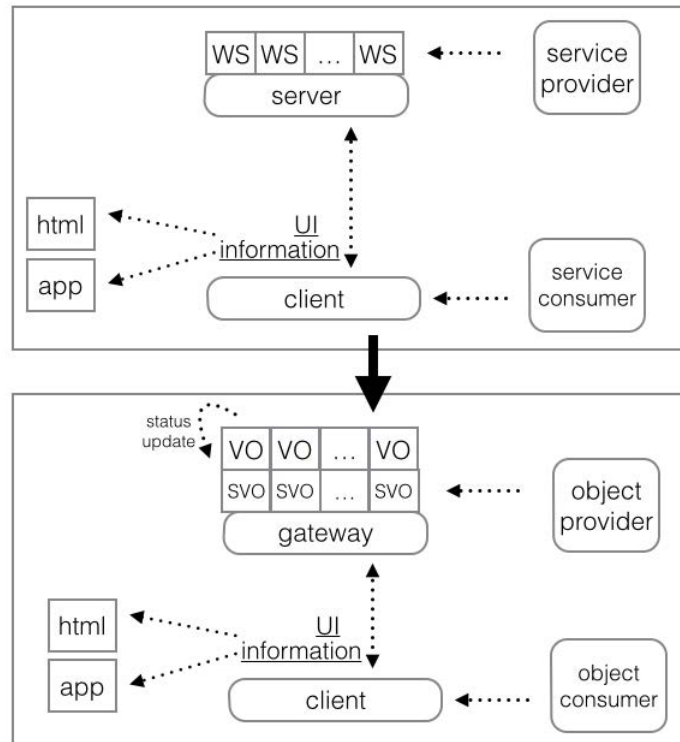 WS WS ... WS
server
service
provider
html
app
UI
information
client
service
consumer
status
update
VO VO ... VO
SVO SVO ... SVO
gateway
object
provider
html
app
UI
information
client
object
consumer